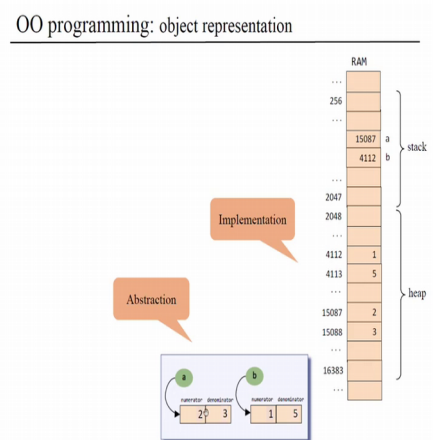 OO programming: object representation
RAM
...
256
...
15087 a
4112 b
stack
...
2047
Implementation
2048
...
4112 1
4113 5
heap
...
Abstraction
15087 2
15088 3
...
16383
...
a
b
numerator denominator
numerator denominator
2 3
1 5